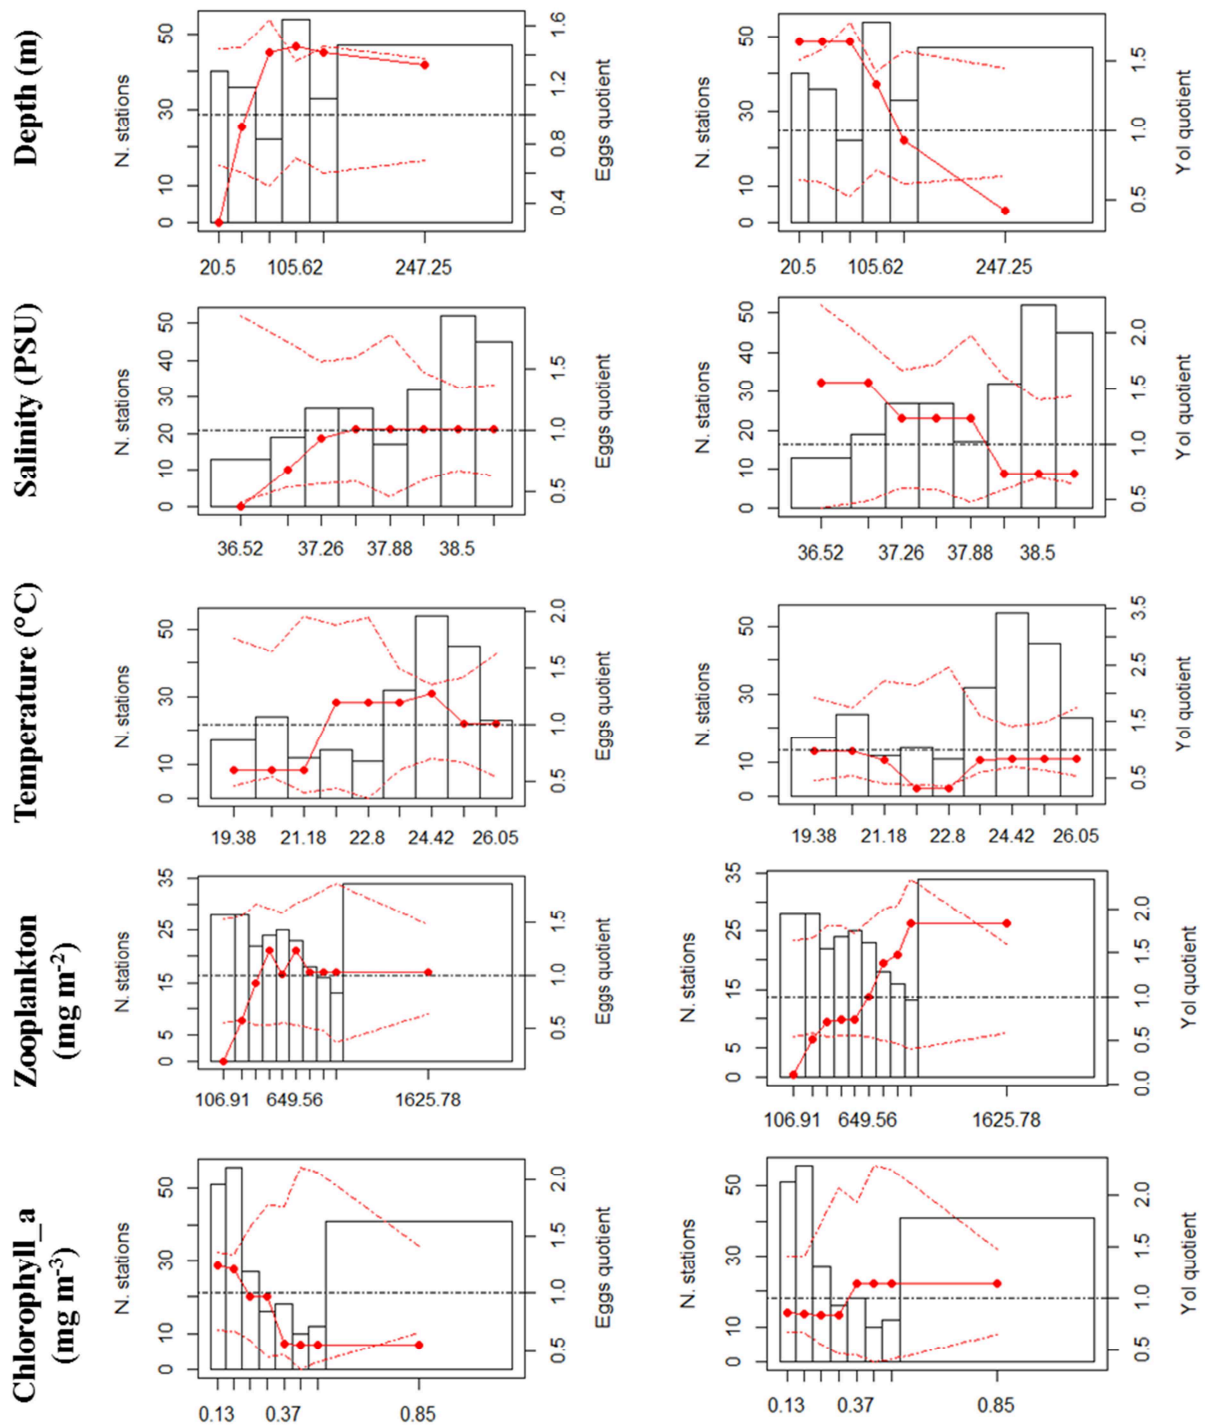 Depth (m)
N. stations
0 10 30 50
0.4 0.8 1.2 1.6
Eggs quotient
20.5 105.62 247.25
N. stations
0 10 30 50
0.5 1.0 1.5
Yol quotient
20.5 105.62 247.25
Salinity (PSU)
N. stations
0 10 20 30 40 50
0.5 1.0 1.5
Eggs quotient
36.52 37.26 37.88 38.5
N. stations
0 10 20 30 40 50
0.5 1.0 1.5 2.0
Yol quotient
36.52 37.26 37.88 38.5
Temperature (°C)
N. stations
0 10 30 50
0.5 1.0 1.5 2.0
Eggs quotient
19.38 21.18 22.8 24.42 26.05
N. stations
0 10 30 50
0.5 1.5 2.5 3.5
Yol quotient
19.38 21.18 22.8 24.42 26.05
Zooplankton
(mg m⁻²)
N. stations
0 5 15 25 35
0.5 1.0 1.5
Eggs quotient
106.91 649.56 1625.78
N. stations
0 5 15 25 35
0.0 0.5 1.0 1.5 2.0
Yol quotient
106.91 649.56 1625.78
Chlorophyll_a
(mg m⁻³)
N. stations
0 10 30 50
0.5 1.0 1.5 2.0
Eggs quotient
0.13 0.37 0.85
N. stations
0 10 30 50
0.5 1.0 1.5 2.0
Yol quotient
0.13 0.37 0.85